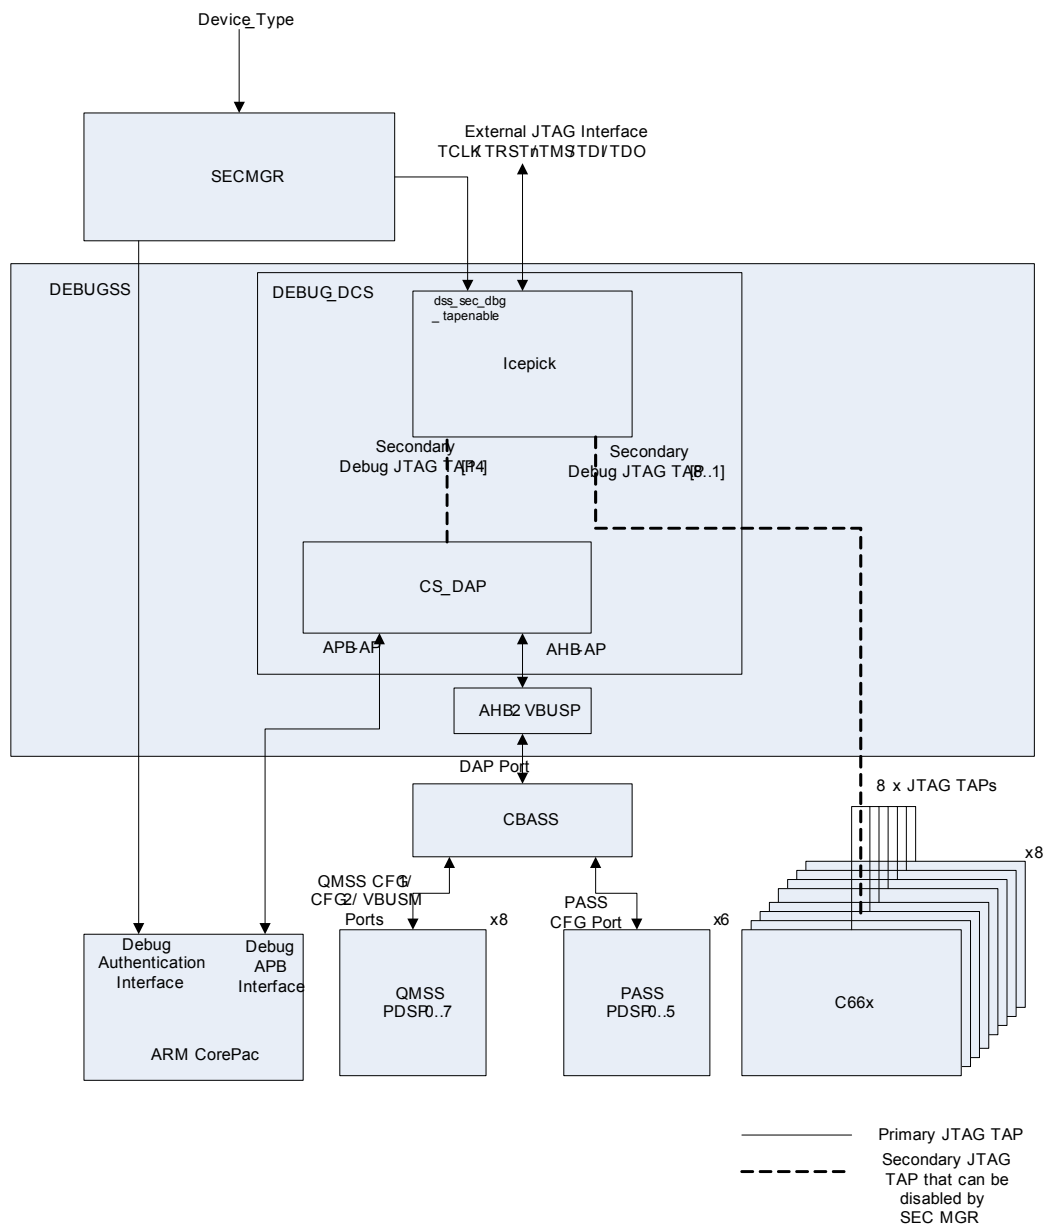 Device_Type
SECMGR
External JTAG Interface
TCLK/TRSTn/TMS/TDI/TDO
DEBUGSS
DEBUG_DCS
dss_sec_dbg
_tapenable
Icepick
Secondary
Debug JTAG TAP[14]
Secondary
Debug JTAG TAP[8..1]
CS_DAP
APB-AP
AHB-AP
AHB2 VBUSP
DAP Port
CBASS
8 x JTAG TAPs
x8
QMSS CFG1/
CFG2/ VBUSM
Ports
x8
PASS
CFG Port
x6
Debug
Authentication
Interface
Debug
APB
Interface
ARM CorePac
QMSS
PDSP0..7
PASS
PDSP0..5
C66x
Primary JTAG TAP
Secondary JTAG
TAP that can be
disabled by
SEC MGR